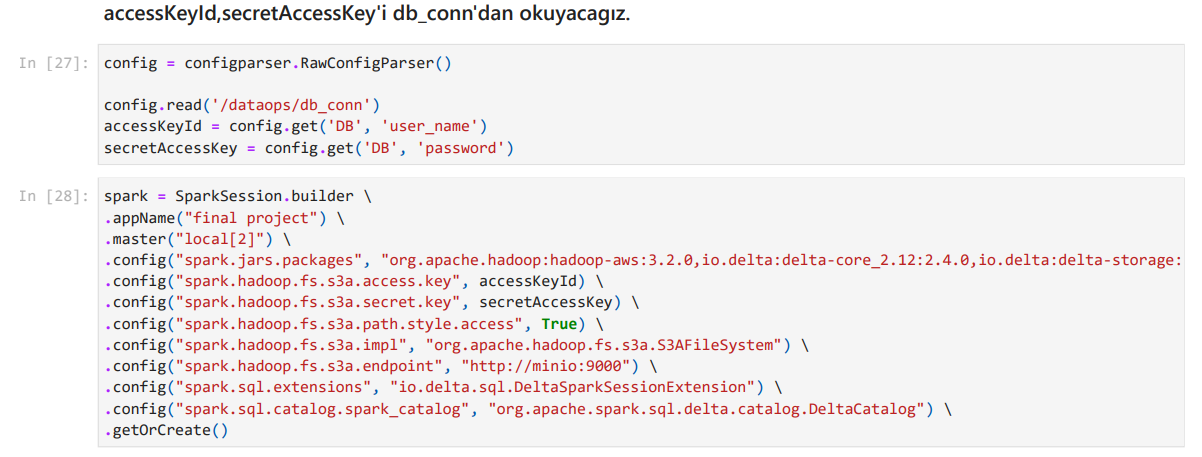 accessKeyId,secretAccessKey'i db_conn'dan okuyacagız.
In [27]: config = configparser.RawConfigParser()
config.read('/dataops/db_conn')
accessKeyId = config.get('DB', 'user_name')
secretAccessKey = config.get('DB', 'password')
In [28]: spark = SparkSession.builder \
.appName("final project") \
.master("local[2]") \
.config("spark.jars.packages", "org.apache.hadoop:hadoop-aws:3.2.0,io.delta:delta-core_2.12:2.4.0,io.delta:delta-storage:
.config("spark.hadoop.fs.s3a.access.key", accessKeyId) \
.config("spark.hadoop.fs.s3a.secret.key", secretAccessKey) \
.config("spark.hadoop.fs.s3a.path.style.access", True) \
.config("spark.hadoop.fs.s3a.impl", "org.apache.hadoop.fs.s3a.S3AFileSystem") \
.config("spark.hadoop.fs.s3a.endpoint", "http://minio:9000") \
.config("spark.sql.extensions", "io.delta.sql.DeltaSparkSessionExtension") \
.config("spark.sql.catalog.spark_catalog", "org.apache.spark.sql.delta.catalog.DeltaCatalog") \
.getOrCreate()